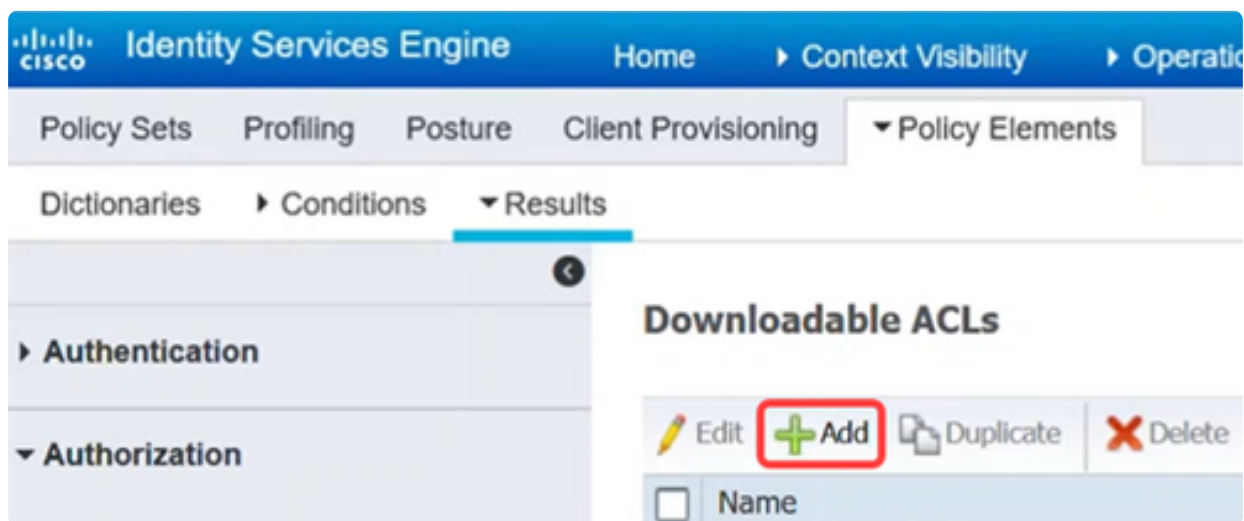 CISCO Identity Services Engine Home Context Visibility
Policy Sets Profiling Posture Client Provisioning Policy Elements
Dictionaries Conditions Results
Downloadable ACLs
Authentication
Edit Add Duplicate Delete
Authorization
Name